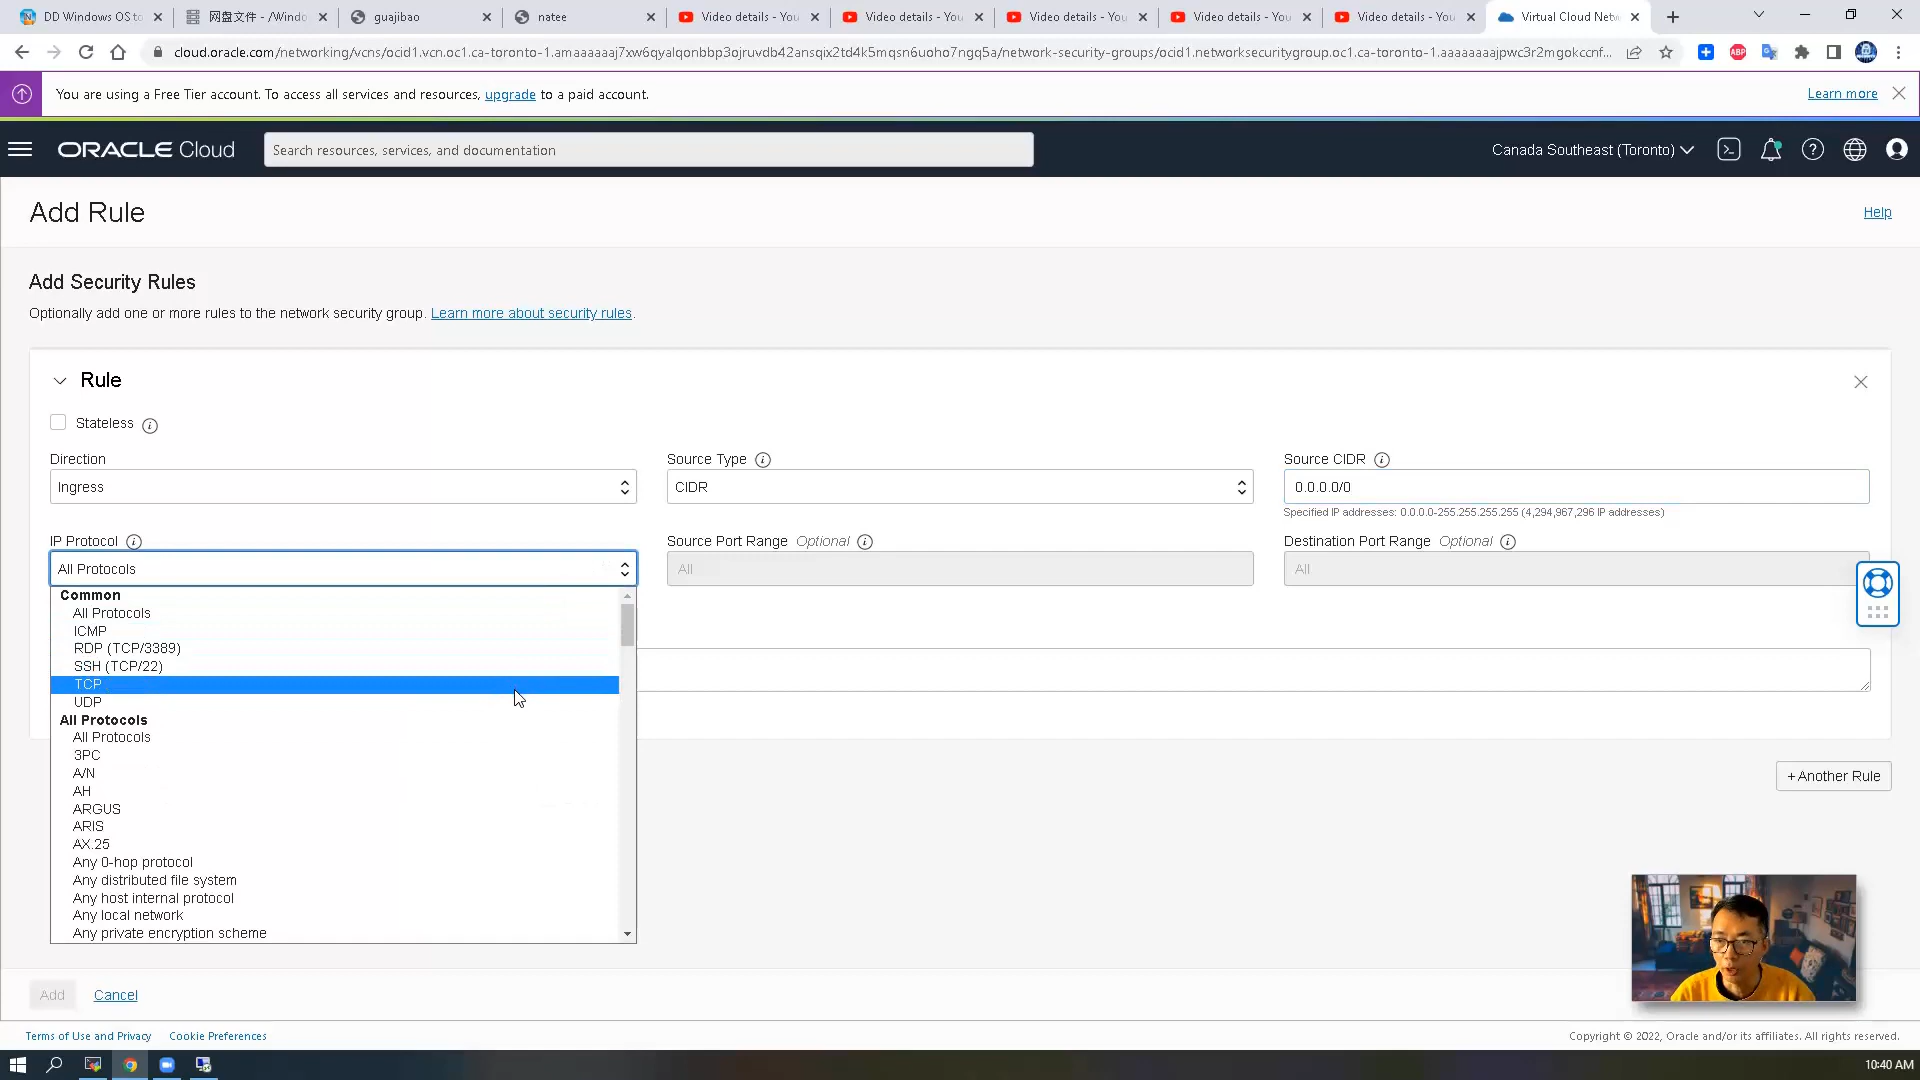 DD Windows OS to
网盘文件 - /Windo
guajibao
natee
Video details - You
Video details - You
Video details - You
Video details - You
Video details - You
Virtual Cloud Netw
cloud.oracle.com/networking/vcns/ocid1.vcn.oc1.ca-toronto-1.amaaaaaaj7xw6qyalqonbbp3ojruvdb42ansqix2td4k5mqsn6uoho7ngq5a/network-security-groups/ocid1.networksecuritygroup.oc1.ca-toronto-1.aaaaaaaajpwc3r2mgokccnf...
ABP
You are using a Free Tier account. To access all services and resources, upgrade to a paid account.
Learn more
ORACLE Cloud
Search resources, services, and documentation
Canada Southeast (Toronto)
Add Rule
Help
Add Security Rules
Optionally add one or more rules to the network security group. Learn more about security rules.
Rule
Stateless
Direction
Source Type
Source CIDR
Ingress
CIDR
0.0.0.0/0
Specified IP addresses: 0.0.0.0-255.255.255.255 (4,294,967,296 IP addresses)
IP Protocol
Source Port Range Optional
Destination Port Range Optional
All Protocols
All
All
Common
All Protocols
ICMP
RDP (TCP/3389)
SSH (TCP/22)
TCP
UDP
All Protocols
All Protocols
3PC
A/N
AH
ARGUS
ARIS
AX.25
Any 0-hop protocol
Any distributed file system
Any host internal protocol
Any local network
Any private encryption scheme
+ Another Rule
Add
Cancel
Terms of Use and Privacy
Cookie Preferences
Copyright © 2022, Oracle and/or its affiliates. All rights reserved.
10:40 AM